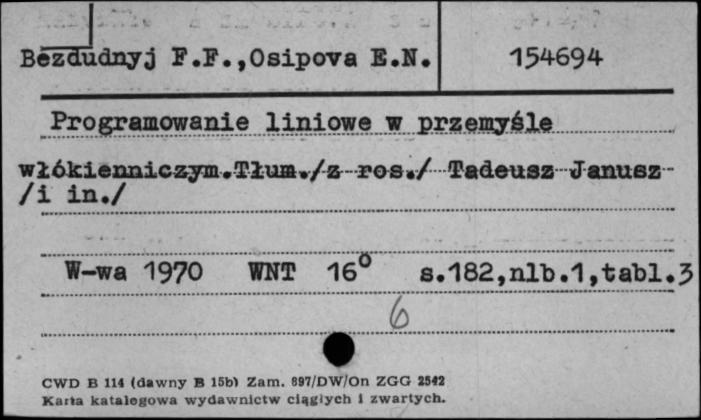 Bezdudnyj F.F.,Osipova E.N. 154694
Programowanie liniowe w przemyśle
włókienniczym.Tłum./z ros./ Tadeusz Janusz
/i in./
W-wa 1970 WNT 16° s.182,nlb.1,tabl.3
6
CWD B 114 (dawny B 15b) Zam. 897/DW/On ZGG 2542
Karta katalogowa wydawnictw ciągłych i zwartych.